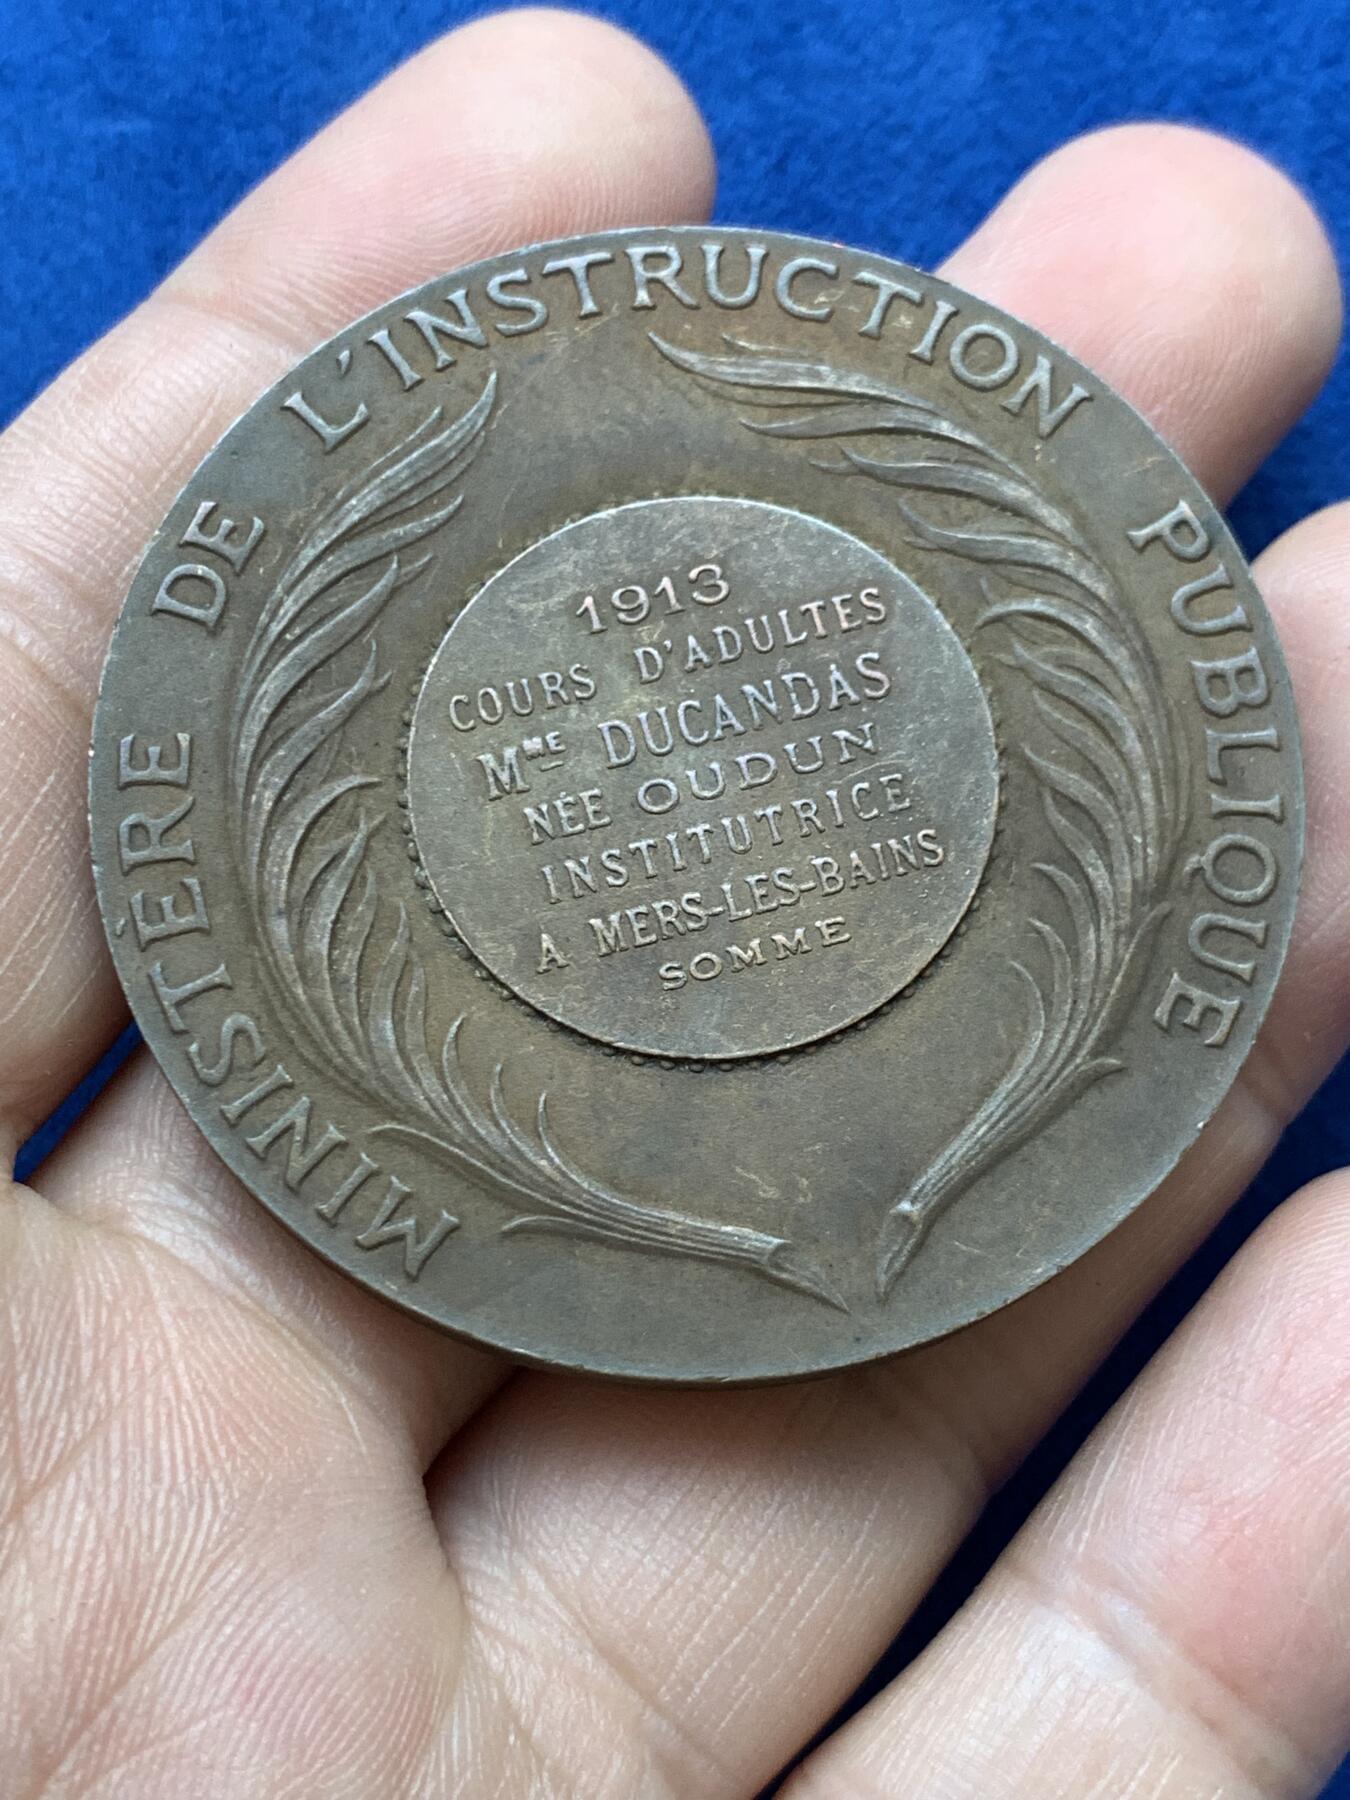 MINISTÈRE DE L'INSTRUCTION PUBLIQUE
1913
COURS D'ADULTES
MME DUCANDAS
NÉE OUDUN
INSTITUTRICE
A MERS-LES-BAINS
SOMME